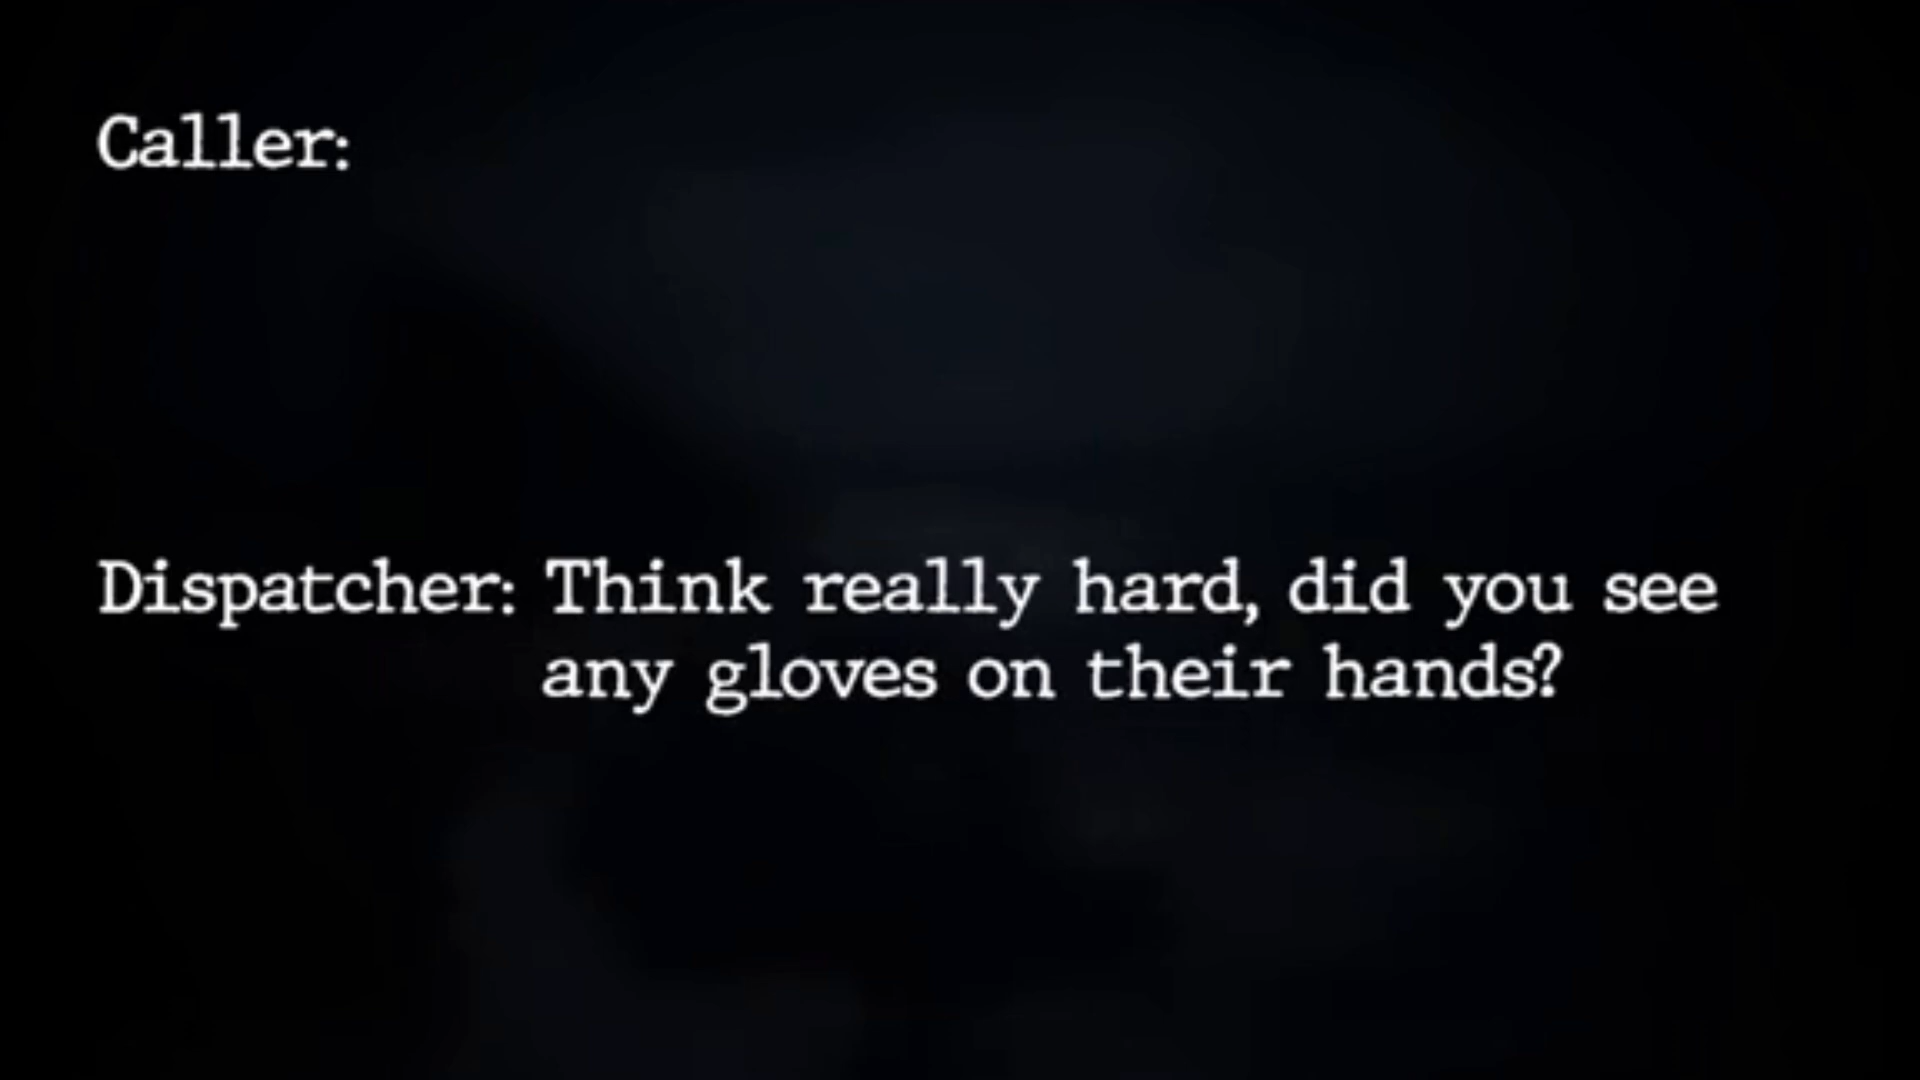 Caller:
Dispatcher: Think really hard, did you see
any gloves on their hands?